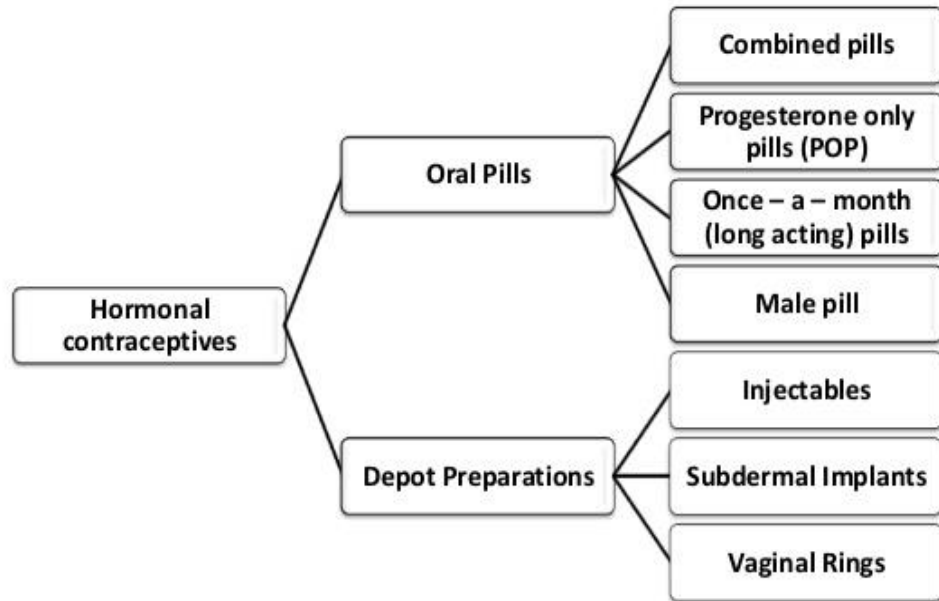 Hormonal
contraceptives
Oral Pills
Combined pills
Progesterone only
pills (POP)
Once – a – month
(long acting) pills
Male pill
Depot Preparations
Injectables
Subdermal Implants
Vaginal Rings